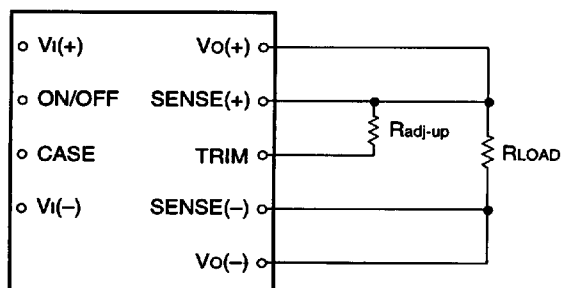 VI(+)
VO(+)
ON/OFF
SENSE(+)
Radj-up
CASE
TRIM
RLOAD
VI(–)
SENSE(–)
VO(–)